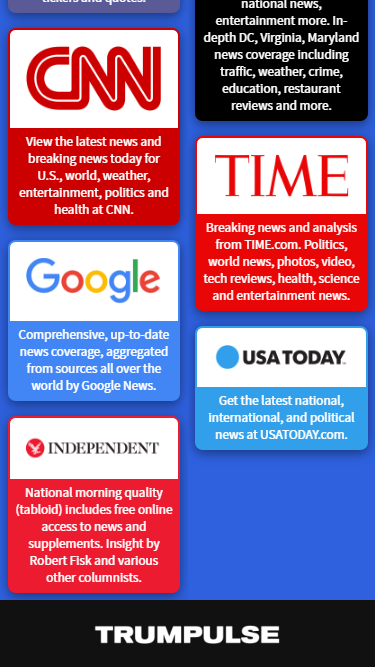 tickers and quotes.
CNN
View the latest news and
breaking news today for
U.S., world, weather,
entertainment, politics and
health at CNN.
Google
Comprehensive, up-to-date
news coverage, aggregated
from sources all over the
world by Google News.
INDEPENDENT
National morning quality
(tabloid) includes free online
access to news and
supplements. Insight by
Robert Fisk and various
other columnists.
national news,
entertainment more. In-
depth DC, Virginia, Maryland
news coverage including
traffic, weather, crime,
education, restaurant
reviews and more.
TIME
Breaking news and analysis
from TIME.com. Politics,
world news, photos, video,
tech reviews, health, science
and entertainment news.
USA TODAY
Get the latest national,
international, and political
news at USATODAY.com.
TRUMPULSE